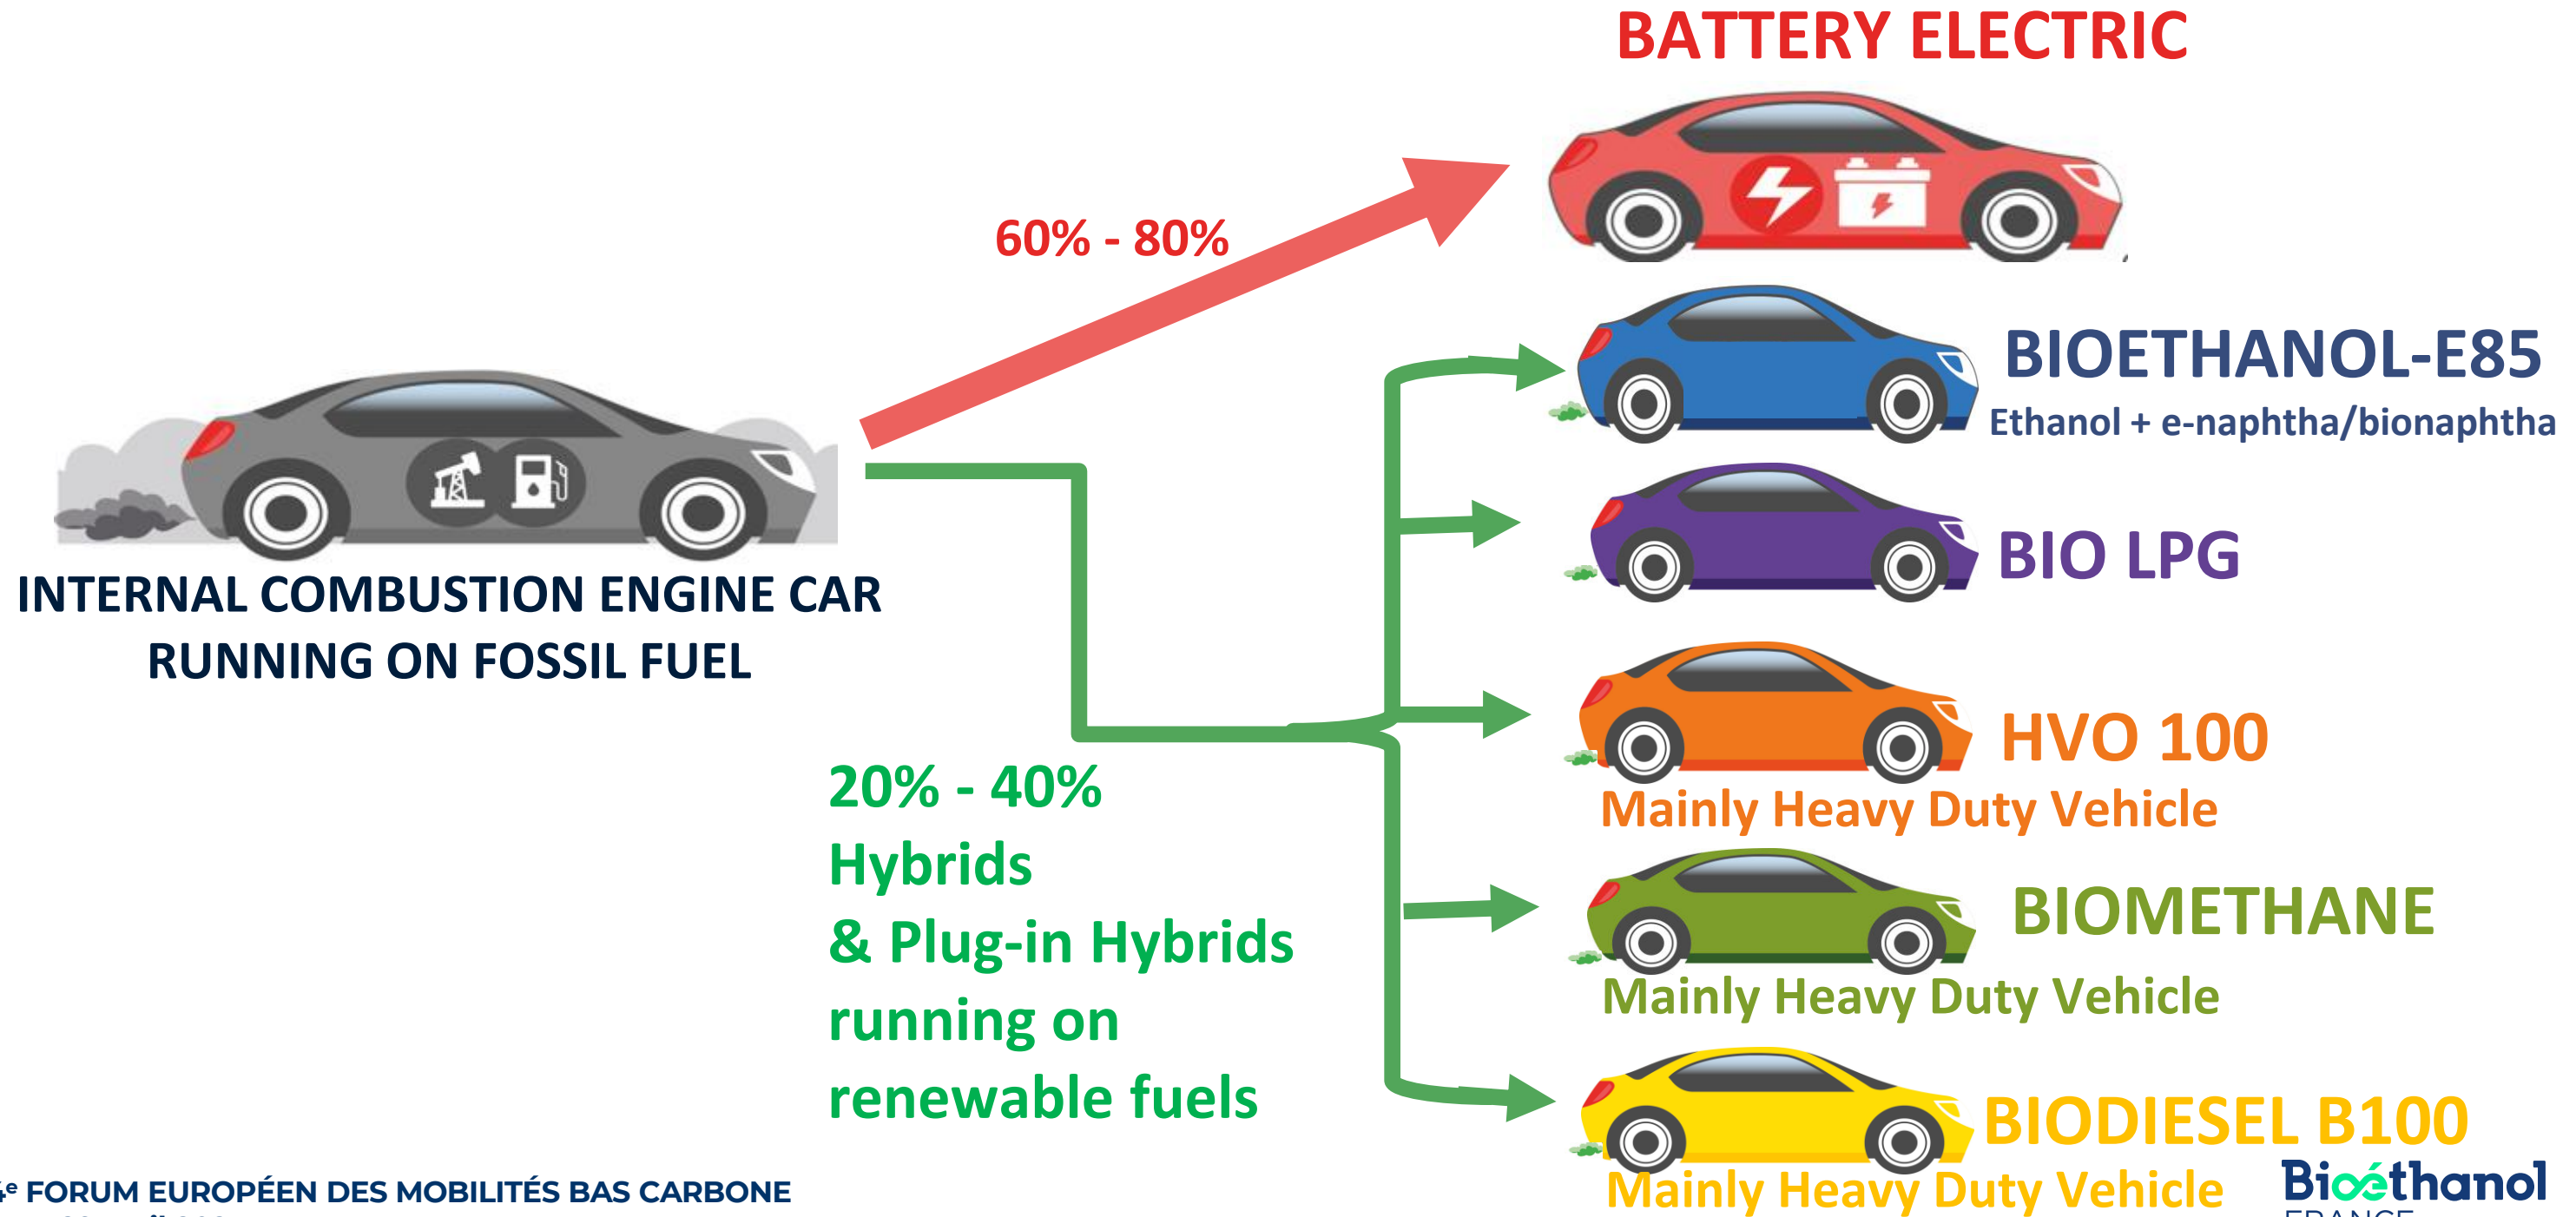 BATTERY ELECTRIC
60% - 80%
BIOETHANOL-E85
Ethanol + e-naphtha/bionaphtha
BIO LPG
INTERNAL COMBUSTION ENGINE CAR
RUNNING ON FOSSIL FUEL
HVO 100
Mainly Heavy Duty Vehicle
20% - 40%
Hybrids
& Plug-in Hybrids
running on
renewable fuels
BIOMETHANE
Mainly Heavy Duty Vehicle
BIODIESEL B100
Mainly Heavy Duty Vehicle
FORUM EUROPÉEN DES MOBILITÉS BAS CARBONE
Bioéthanol
FRANCE